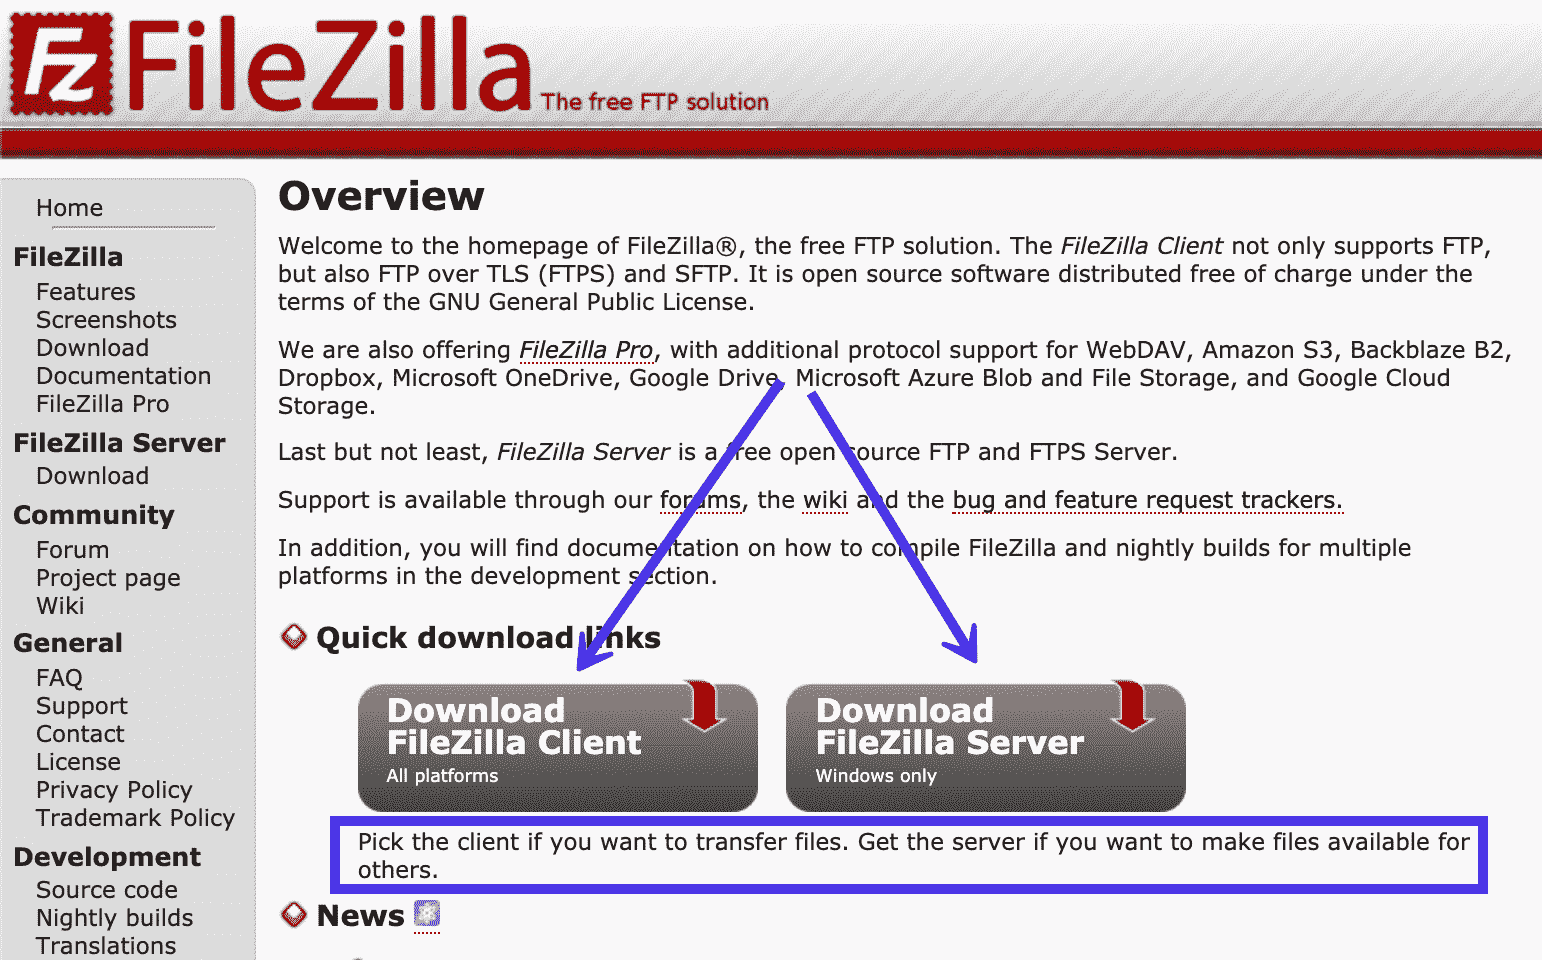 Fz FileZilla The free FTP solution
Home
FileZilla
Features
Screenshots
Download
Documentation
FileZilla Pro
FileZilla Server
Download
Community
Forum
Project page
Wiki
General
FAQ
Support
Contact
License
Privacy Policy
Trademark Policy
Development
Source code
Nightly builds
Translations
Overview
Welcome to the homepage of FileZilla®, the free FTP solution. The FileZilla Client not only supports FTP,
but also FTP over TLS (FTPS) and SFTP. It is open source software distributed free of charge under the
terms of the GNU General Public License.
We are also offering FileZilla Pro, with additional protocol support for WebDAV, Amazon S3, Backblaze B2,
Dropbox, Microsoft OneDrive, Google Drive, Microsoft Azure Blob and File Storage, and Google Cloud
Storage.
Last but not least, FileZilla Server is a free open source FTP and FTPS Server.
Support is available through our forums, the wiki and the bug and feature request trackers.
In addition, you will find documentation on how to compile FileZilla and nightly builds for multiple
platforms in the development section.
Quick download links
Download
FileZilla Client
All platforms
Download
FileZilla Server
Windows only
Pick the client if you want to transfer files. Get the server if you want to make files available for
others.
News